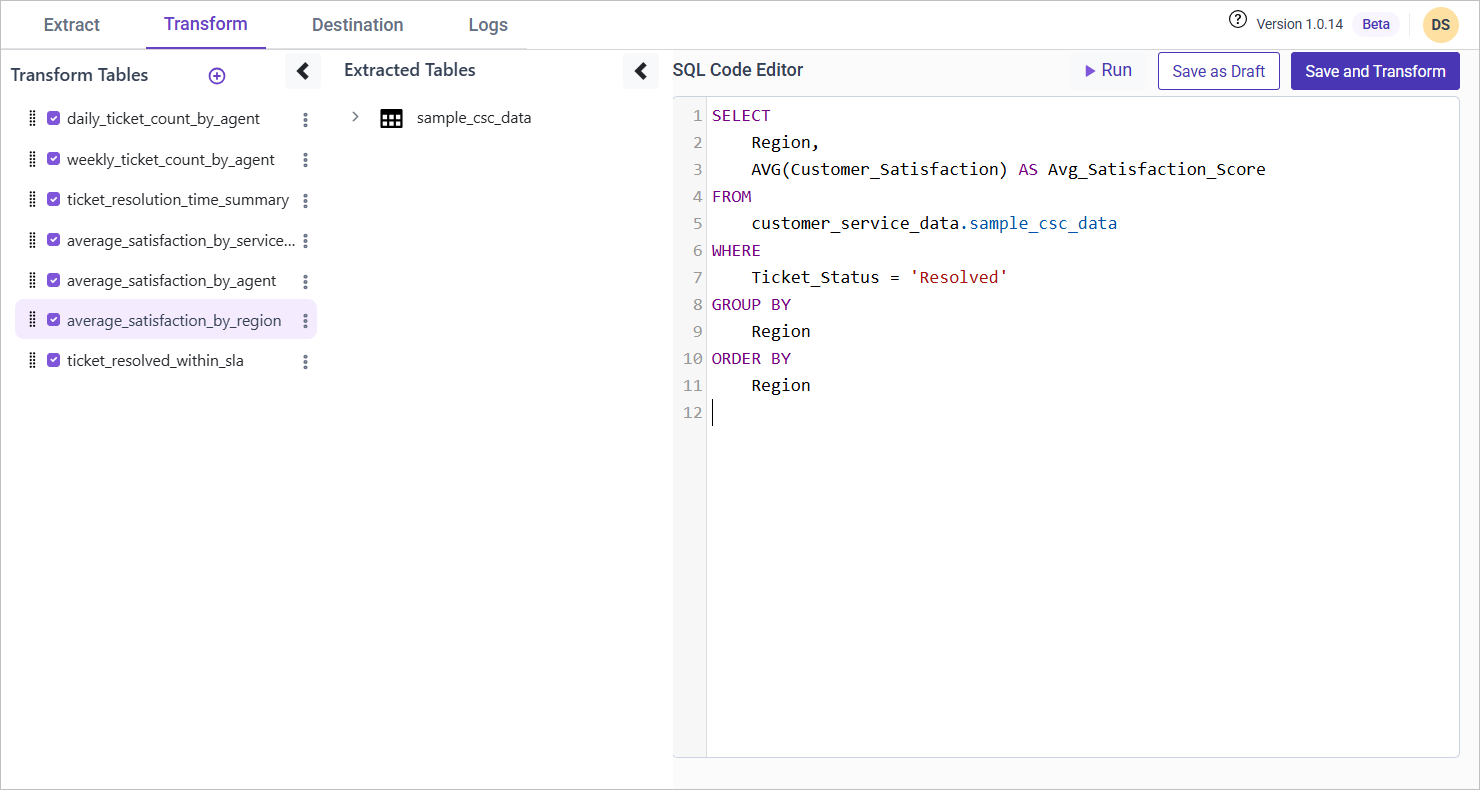 Extract
Transform
Destination
Logs
Version 1.0.14
Beta
DS
Transform Tables
daily_ticket_count_by_agent
weekly_ticket_count_by_agent
ticket_resolution_time_summary
average_satisfaction_by_service...
average_satisfaction_by_agent
average_satisfaction_by_region
ticket_resolved_within_sla
Extracted Tables
sample_csc_data
SQL Code Editor
Run
Save as Draft
Save and Transform
1 SELECT
2     Region,
3     AVG(Customer_Satisfaction) AS Avg_Satisfaction_Score
4 FROM
5     customer_service_data.sample_csc_data
6 WHERE
7     Ticket_Status = 'Resolved'
8 GROUP BY
9     Region
10 ORDER BY
11     Region
12